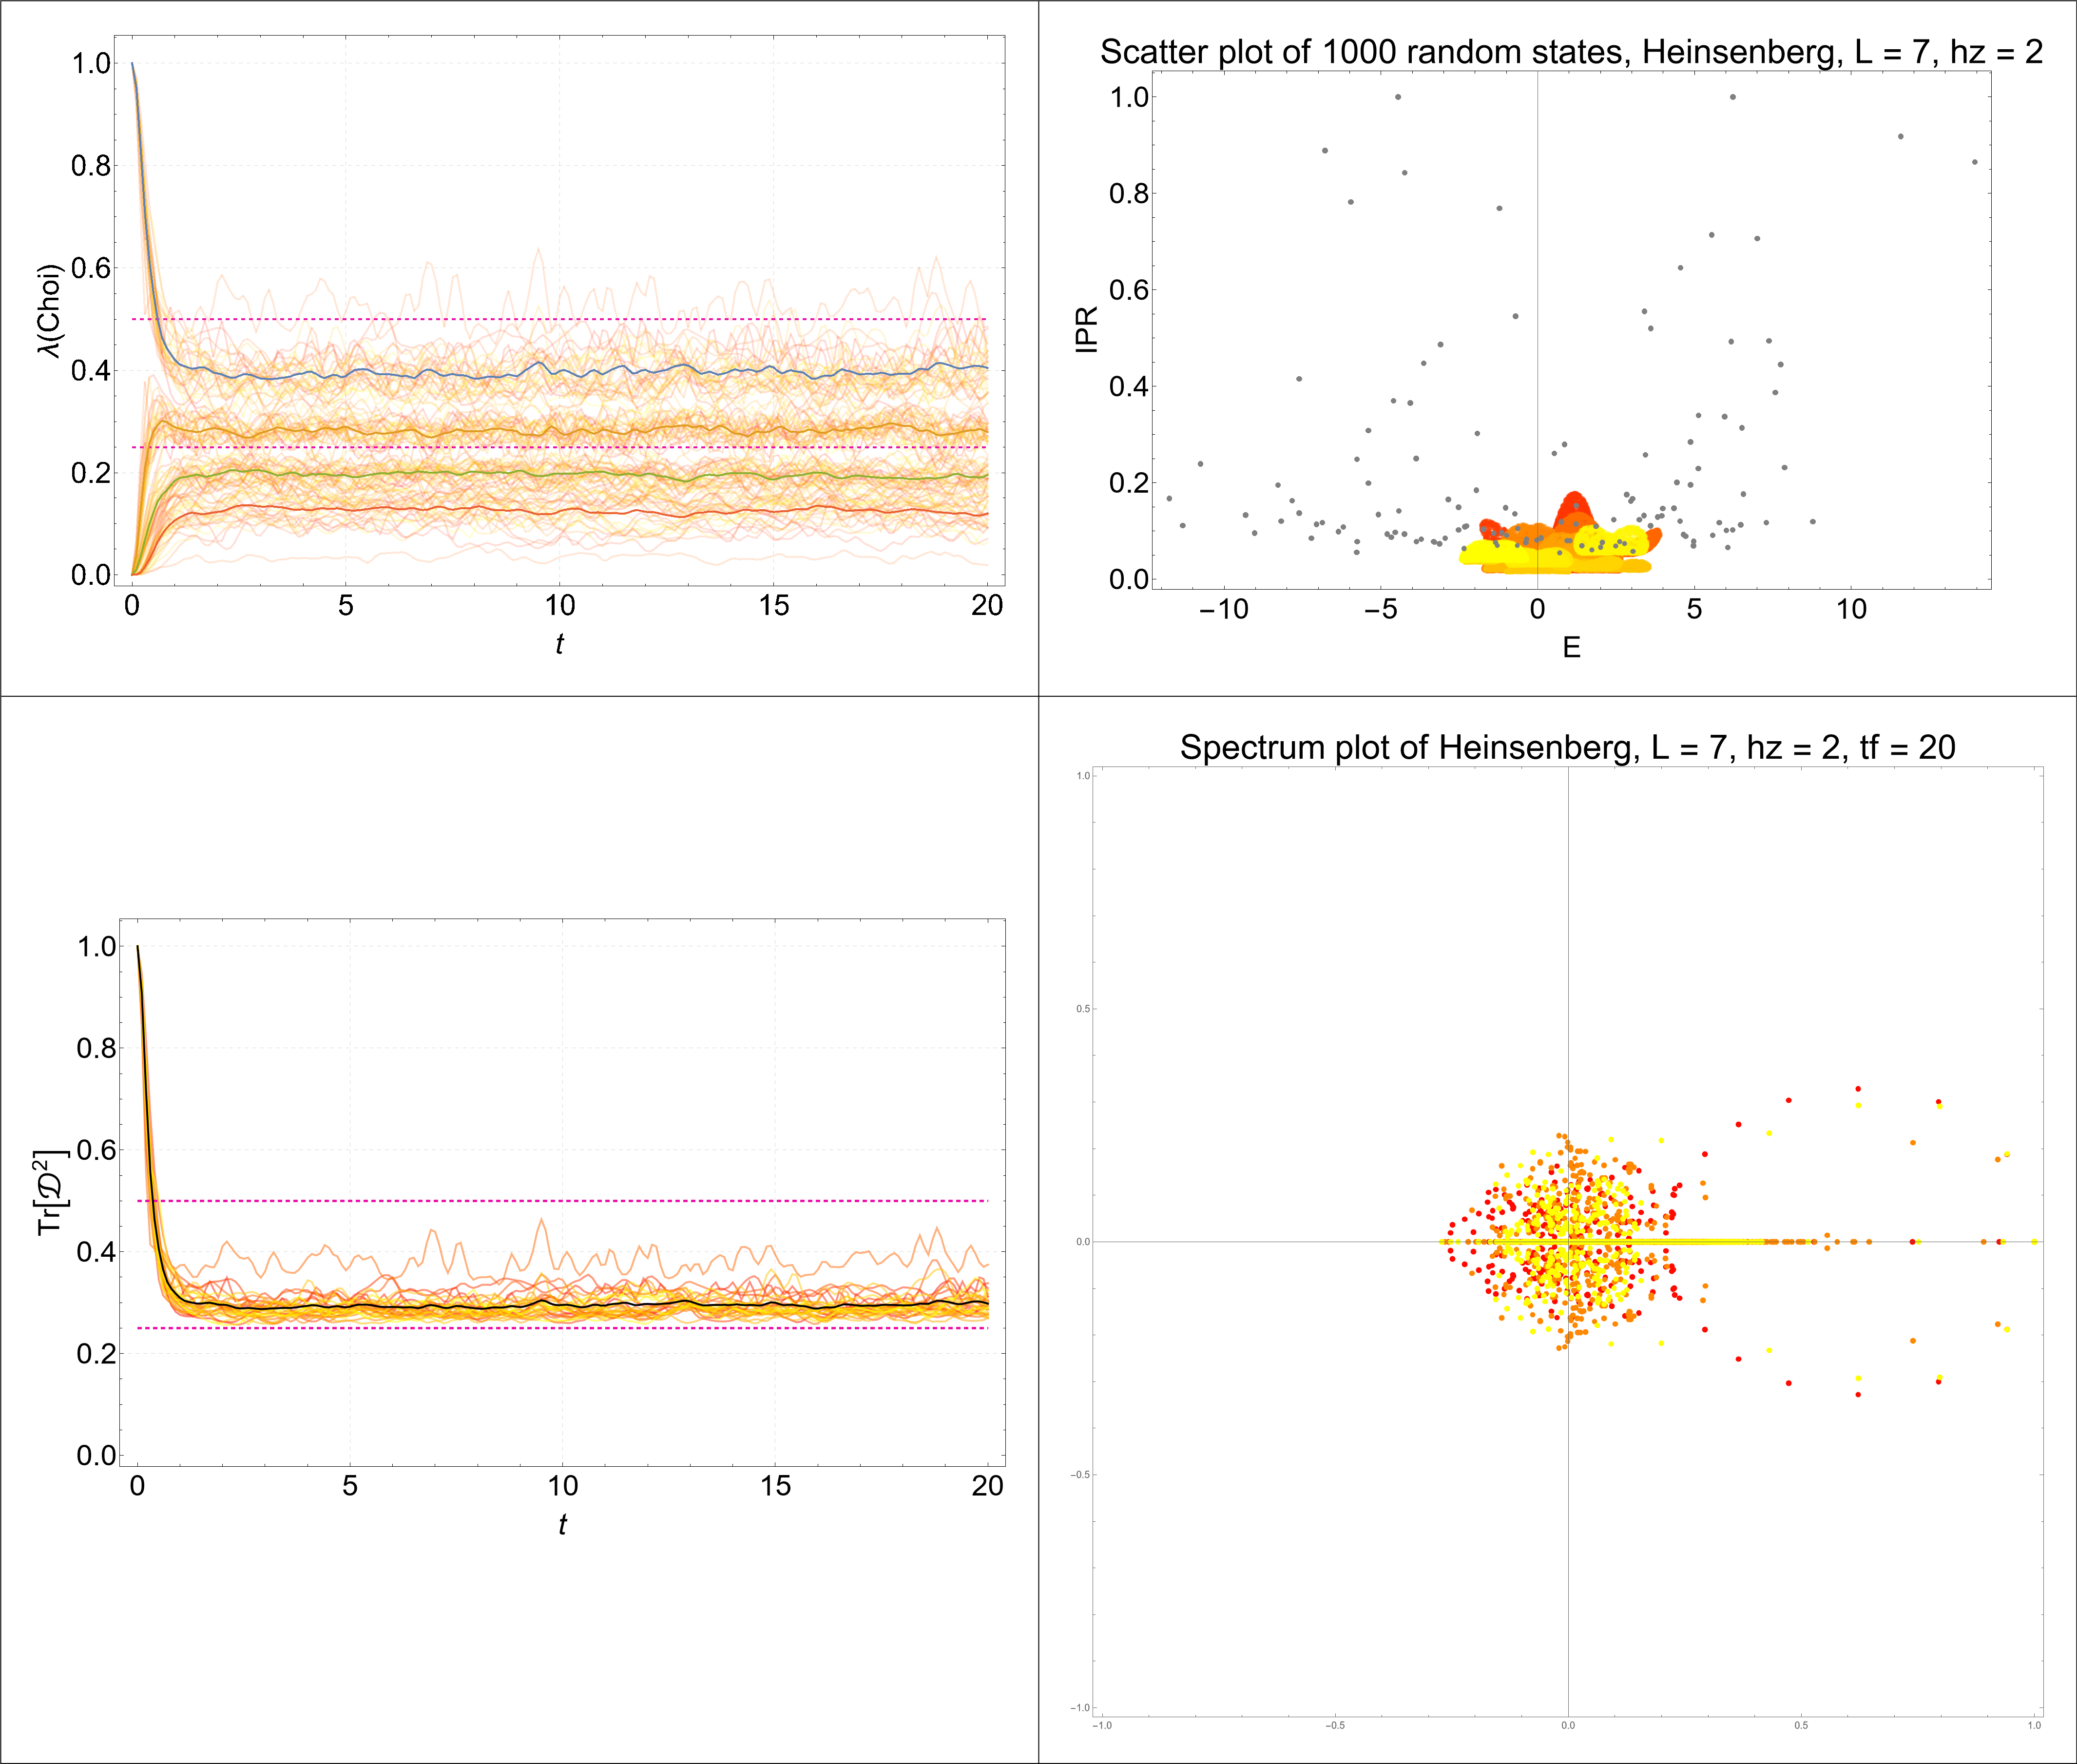 1.0
0.8
0.6
0.4
0.2
0.0
λ(Choi)
0 5 10 15 20
t
Scatter plot of 1000 random states, Heinsenberg, L = 7, hz = 2
1.0
0.8
0.6
0.4
0.2
0.0
IPR
−10 −5 0 5 10
E
1.0
0.8
0.6
0.4
0.2
0.0
Tr[𝒟²]
0 5 10 15 20
t
Spectrum plot of Heinsenberg, L = 7, hz = 2, tf = 20
1.0
0.5
0.0
−0.5
−1.0
−1.0 −0.5 0.0 0.5 1.0